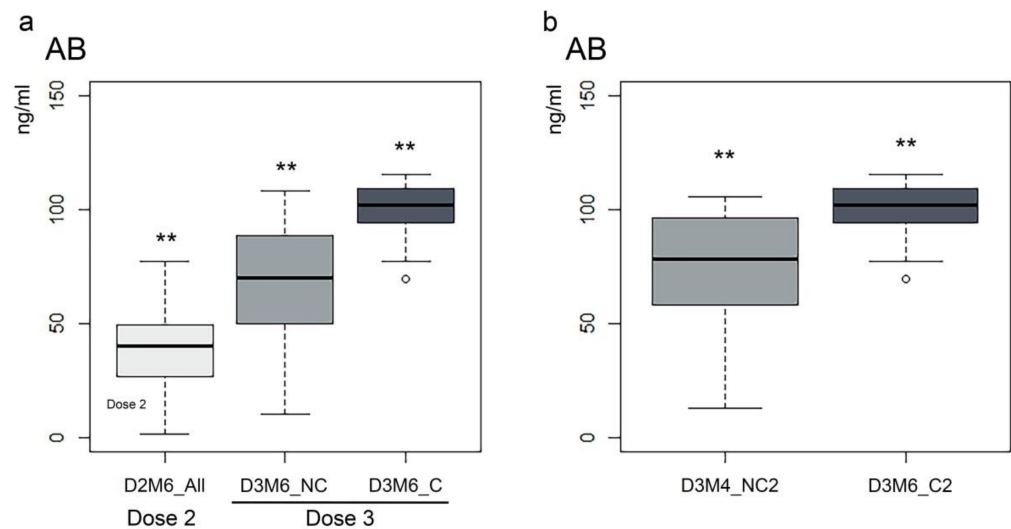 a
AB
ng/ml
150
100
50
0
**
**
**
Dose 2
D2M6_All
D3M6_NC
D3M6_C
Dose 2
Dose 3
b
AB
ng/ml
150
100
50
0
**
**
D3M4_NC2
D3M6_C2